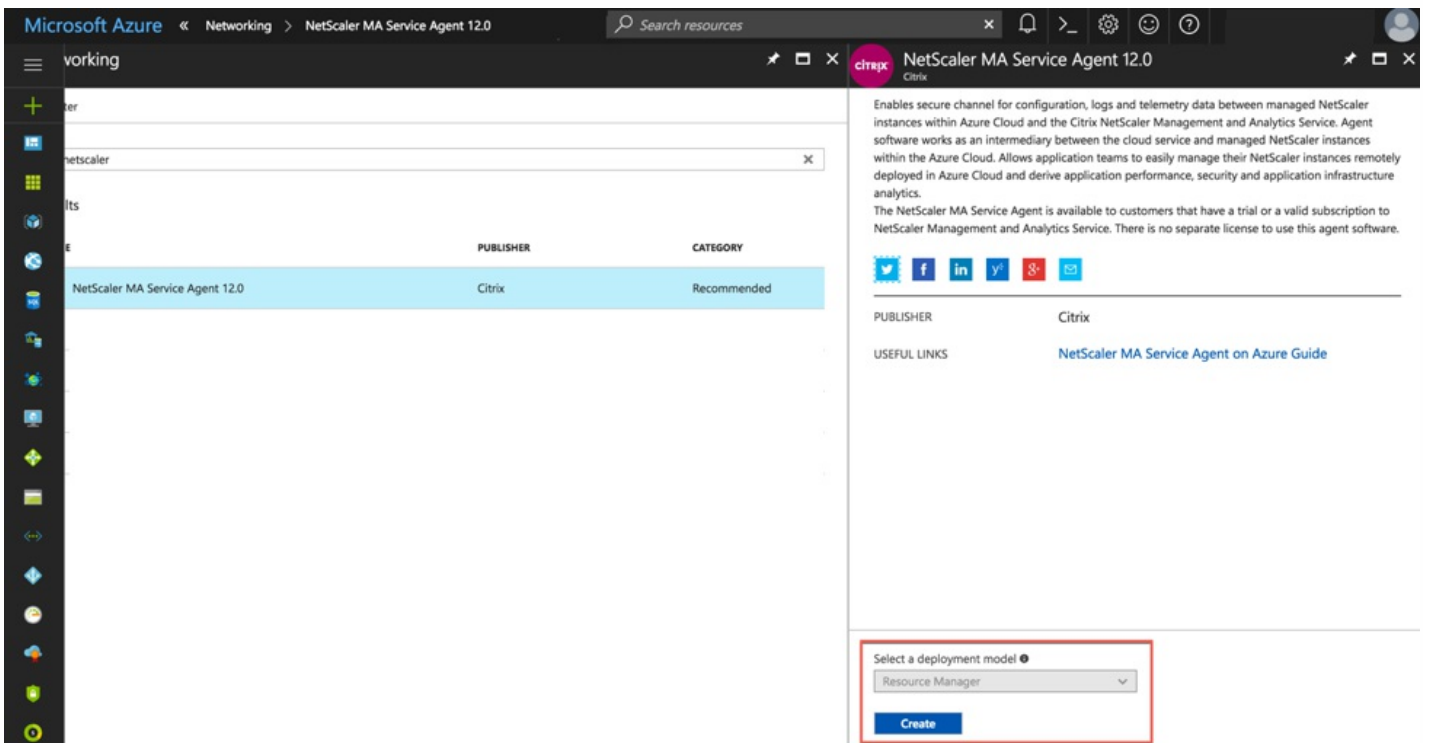 Microsoft Azure « Networking > NetScaler MA Service Agent 12.0
Search resources
vorking
ter
netscaler
lts
E PUBLISHER CATEGORY
NetScaler MA Service Agent 12.0 Citrix Recommended
CİTRIX
NetScaler MA Service Agent 12.0
Citrix
Enables secure channel for configuration, logs and telemetry data between managed NetScaler
instances within Azure Cloud and the Citrix NetScaler Management and Analytics Service. Agent
software works as an intermediary between the cloud service and managed NetScaler instances
within the Azure Cloud. Allows application teams to easily manage their NetScaler instances remotely
deployed in Azure Cloud and derive application performance, security and application infrastructure
analytics.
The NetScaler MA Service Agent is available to customers that have a trial or a valid subscription to
NetScaler Management and Analytics Service. There is no separate license to use this agent software.
PUBLISHER Citrix
USEFUL LINKS NetScaler MA Service Agent on Azure Guide
Select a deployment model
Resource Manager
Create